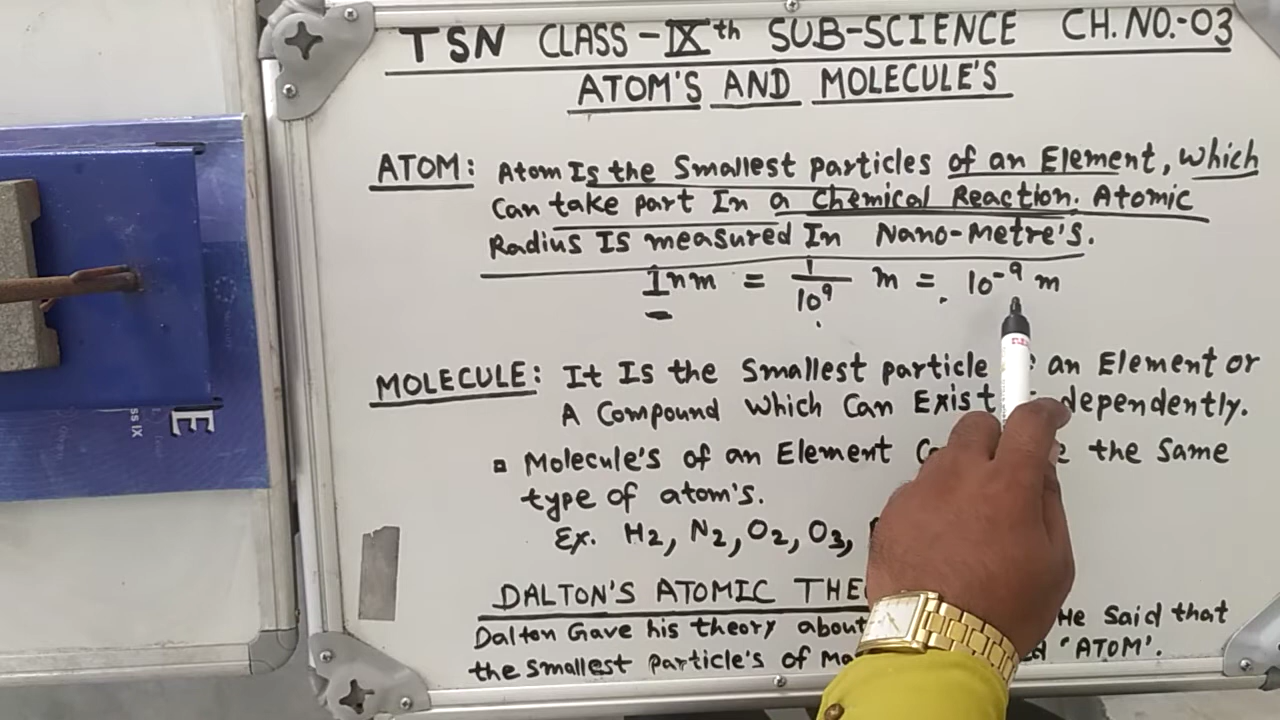 TSN CLASS-IXth SUB-SCIENCE CH.NO.-03
ATOM'S AND MOLECULE'S
ATOM: Atom Is the Smallest particles of an Element, which
Can take part In a Chemical Reaction. Atomic
Radius Is measured In Nano-Metre's.
1nm = 1/10⁹ m = 10⁻⁹ m
MOLECULE: It Is the Smallest particle an Element or
A Compound which Can Exist dependently.
Molecule's of an Element the Same
type of atom's.
Ex. H₂, N₂, O₂, O₃,
DALTON'S ATOMIC THE
Dalton Gave his theory about He Said that
the Smallest Particle's of Ma 'ATOM'.
E
SS IX